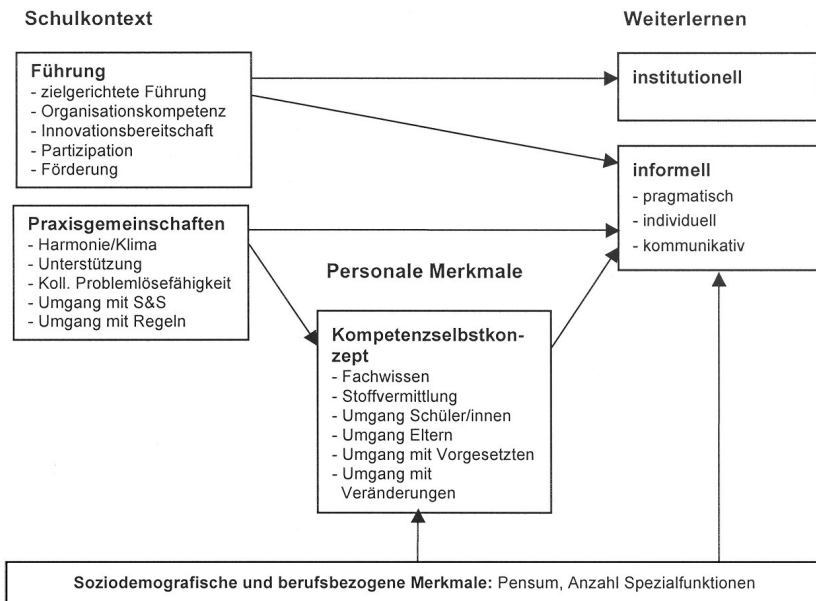 Schulkontext
Weiterlernen
Führung
- zielgerichtete Führung
- Organisationskompetenz
- Innovationsbereitschaft
- Partizipation
- Förderung
institutionell
informell
- pragmatisch
- individuell
- kommunikativ
Praxisgemeinschaften
- Harmonie/Klima
- Unterstützung
- Koll. Problemlösefähigkeit
- Umgang mit S&S
- Umgang mit Regeln
Personale Merkmale
Kompetenzselbstkon-
zept
- Fachwissen
- Stoffvermittlung
- Umgang Schüler/innen
- Umgang Eltern
- Umgang mit Vorgesetzten
- Umgang mit
Veränderungen
Soziodemografische und berufsbezogene Merkmale: Pensum, Anzahl Spezialfunktionen